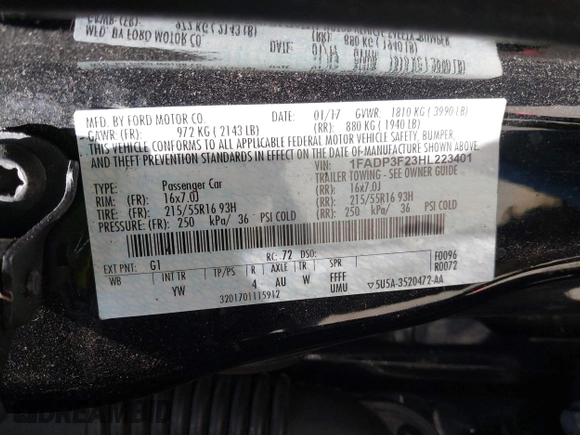 MFD. BY FORD MOTOR CO. DATE: 01/17 GVWR: 1810 KG ( 3990 LB)
GAWR: (FR): 972 KG ( 2143 LB) (RR): 880 KG ( 1940 LB)
THIS VEHICLE CONFORMS TO ALL APPLICABLE FEDERAL MOTOR VEHICLE SAFETY, BUMPER,
AND THEFT PREVENTION STANDARDS IN EFFECT ON THE DATE OF MANUFACTURE SHOWN ABOVE.
VIN: 1FADP3F23HL223401
TYPE: Passenger Car TRAILER TOWING - SEE OWNER GUIDE
RIM: (FR): 16x7.0J (RR): 16x7.0J
TIRE: (FR): 215/55R16 93H (RR): 215/55R16 93H
PRESSURE: (FR): 250 kPa/ 36 PSI COLD (RR): 250 kPa/ 36 PSI COLD
EXT PNT: G1 RC: 72 DSO: F0096
WB INT TR TP/PS R AXLE TR SPR R0072
YW 4 AU W FFFF
UMU
3201701115912 5U5A-3520472-AA